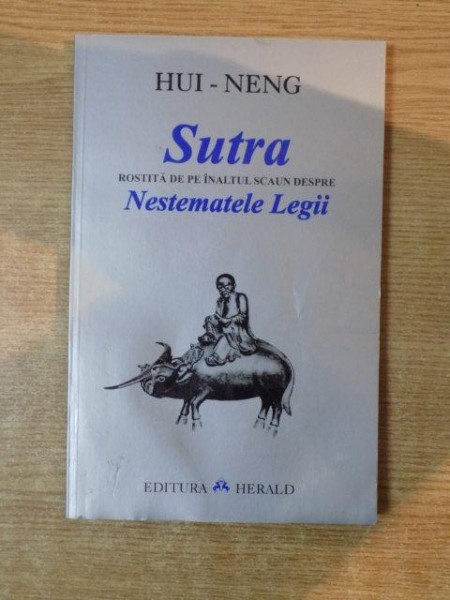 HUI - NENG
Sutra
ROSTITĂ DE PE ÎNALTUL SCAUN DESPRE
Nestematele Legii
EDITURA HERALD